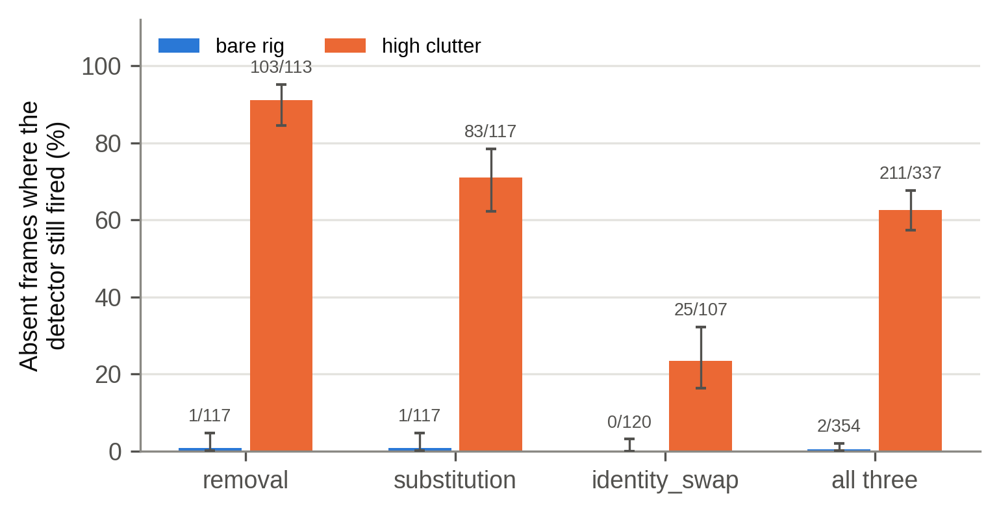 bare rig
high clutter
Absent frames where the
detector still fired (%)
100
80
60
40
20
0
103/113
83/117
211/337
25/107
1/117
1/117
0/120
2/354
removal
substitution
identity_swap
all three